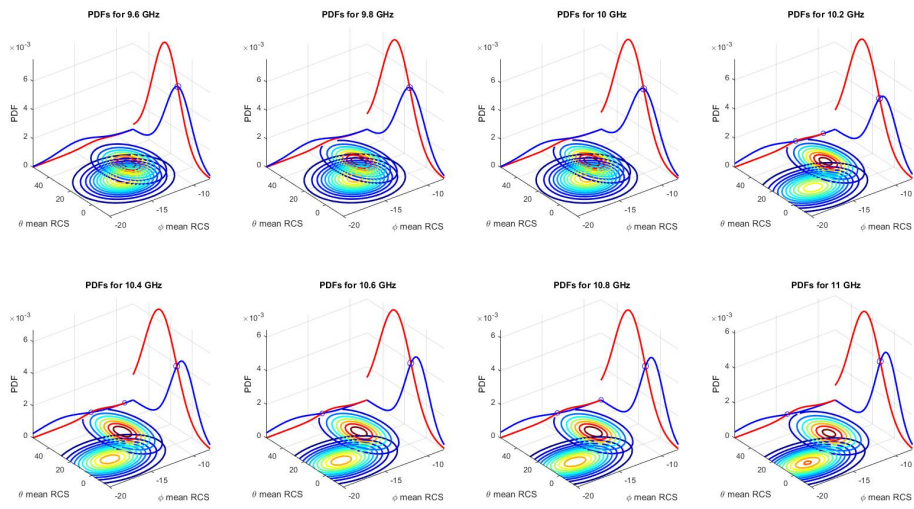 PDFs for 9.6 GHz
PDFs for 9.8 GHz
PDFs for 10 GHz
PDFs for 10.2 GHz
×10⁻³
6
4
2
0
PDF
40
20
0
-20
-15
-10
θ mean RCS
ϕ mean RCS
×10⁻³
6
4
2
0
PDF
40
20
0
-20
-15
-10
θ mean RCS
ϕ mean RCS
×10⁻³
6
4
2
0
PDF
40
20
0
-20
-15
-10
θ mean RCS
ϕ mean RCS
×10⁻³
6
4
2
0
PDF
40
20
0
-20
-15
-10
θ mean RCS
ϕ mean RCS
PDFs for 10.4 GHz
PDFs for 10.6 GHz
PDFs for 10.8 GHz
PDFs for 11 GHz
×10⁻³
6
4
2
0
PDF
40
20
0
-20
-15
-10
θ mean RCS
ϕ mean RCS
×10⁻³
6
4
2
0
PDF
40
20
0
-20
-15
-10
θ mean RCS
ϕ mean RCS
×10⁻³
6
4
2
0
PDF
40
20
0
-20
-15
-10
θ mean RCS
ϕ mean RCS
×10⁻³
6
4
2
0
PDF
40
20
0
-20
-15
-10
θ mean RCS
ϕ mean RCS